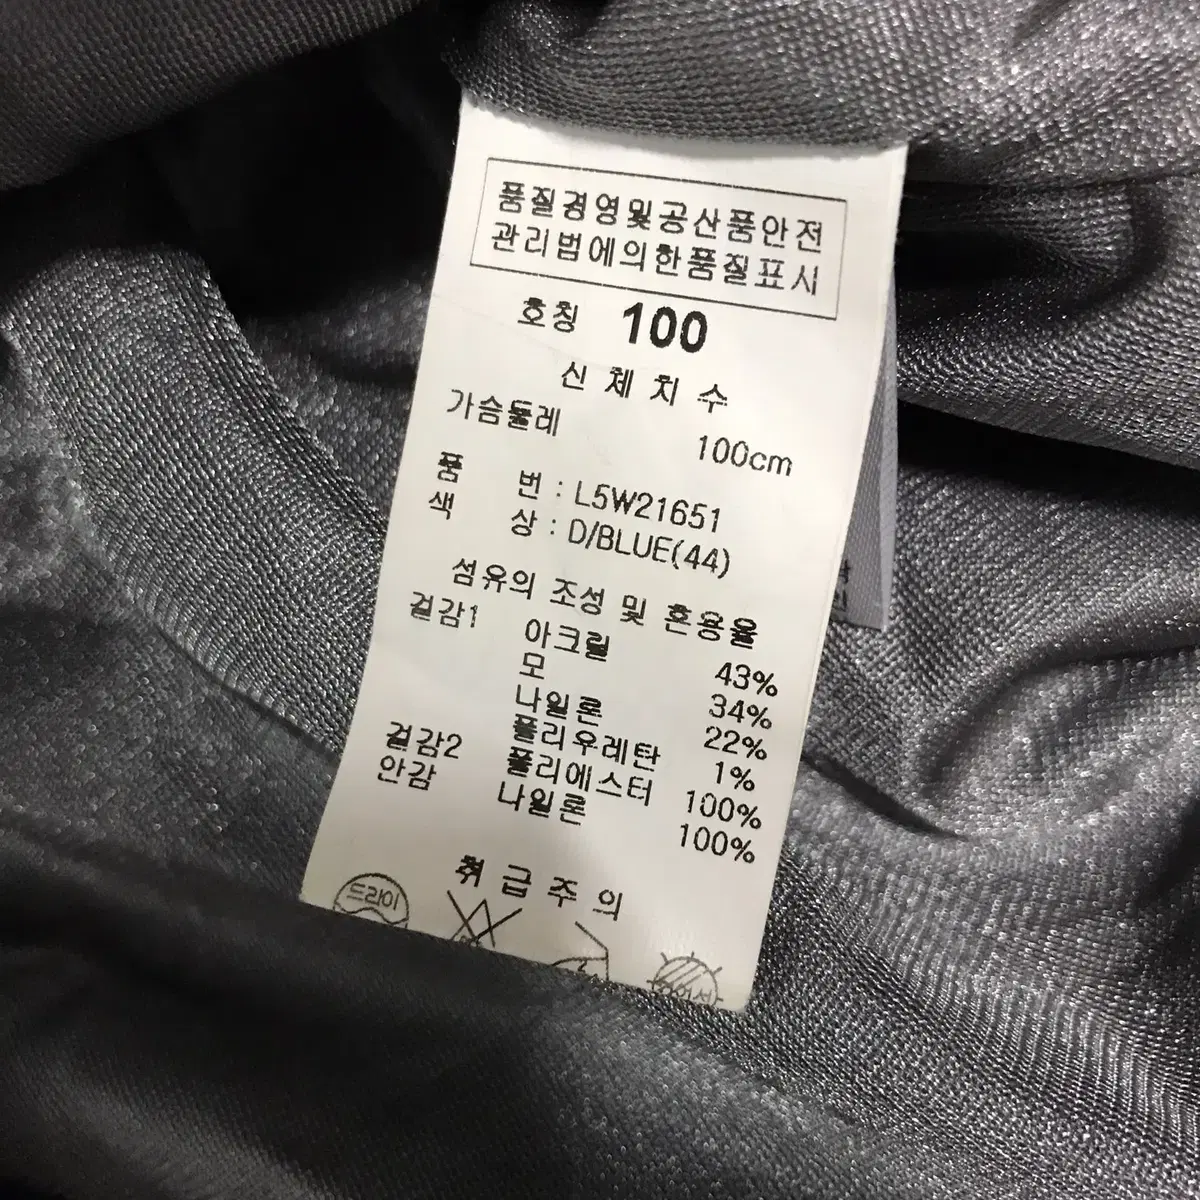 품질경영및공산품안전
관리법에의한품질표시
호칭 100
신체치수
가슴둘레 100cm
품 번 : L5W21651
색 상 : D/BLUE(44)
섬유의 조성 및 혼용율
겉감1 아크릴 43%
모 34%
나일론 22%
폴리우레탄 1%
겉감2 폴리에스터 100%
안감 나일론 100%
취급주의
드라이